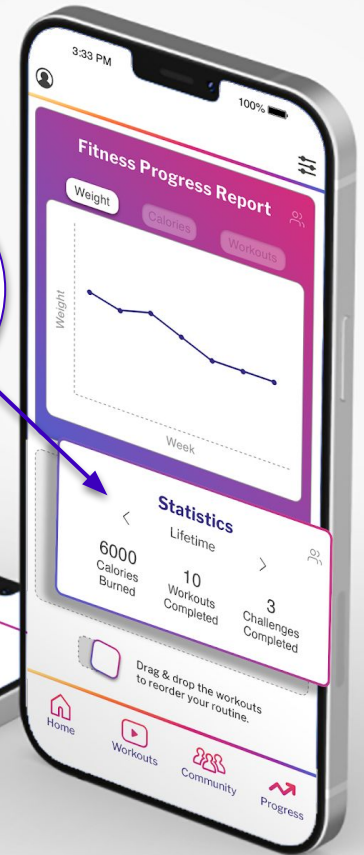 3:33 PM
100%
Fitness Progress Report
Weight
Calories
Workouts
Weight
Week
Statistics
Lifetime
6000
Calories
Burned
10
Workouts
Completed
3
Challenges
Completed
Drag & drop the workouts
to reorder your routine.
Home
Workouts
Community
Progress